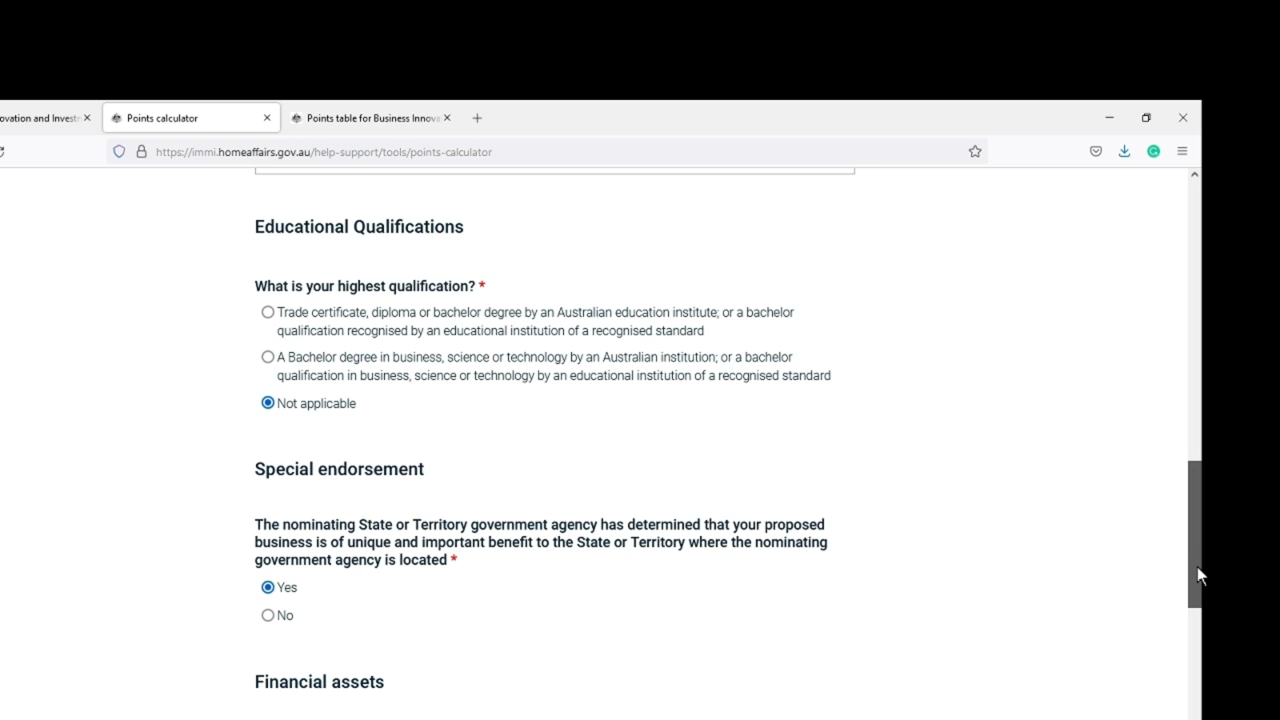 ovation and Invest
Points calculator
Points table for Business Innova
https://immi.homeaffairs.gov.au/help-support/tools/points-calculator
Educational Qualifications
What is your highest qualification? *
Trade certificate, diploma or bachelor degree by an Australian education institute; or a bachelor
qualification recognised by an educational institution of a recognised standard
A Bachelor degree in business, science or technology by an Australian institution; or a bachelor
qualification in business, science or technology by an educational institution of a recognised standard
Not applicable
Special endorsement
The nominating State or Territory government agency has determined that your proposed
business is of unique and important benefit to the State or Territory where the nominating
government agency is located *
Yes
No
Financial assets